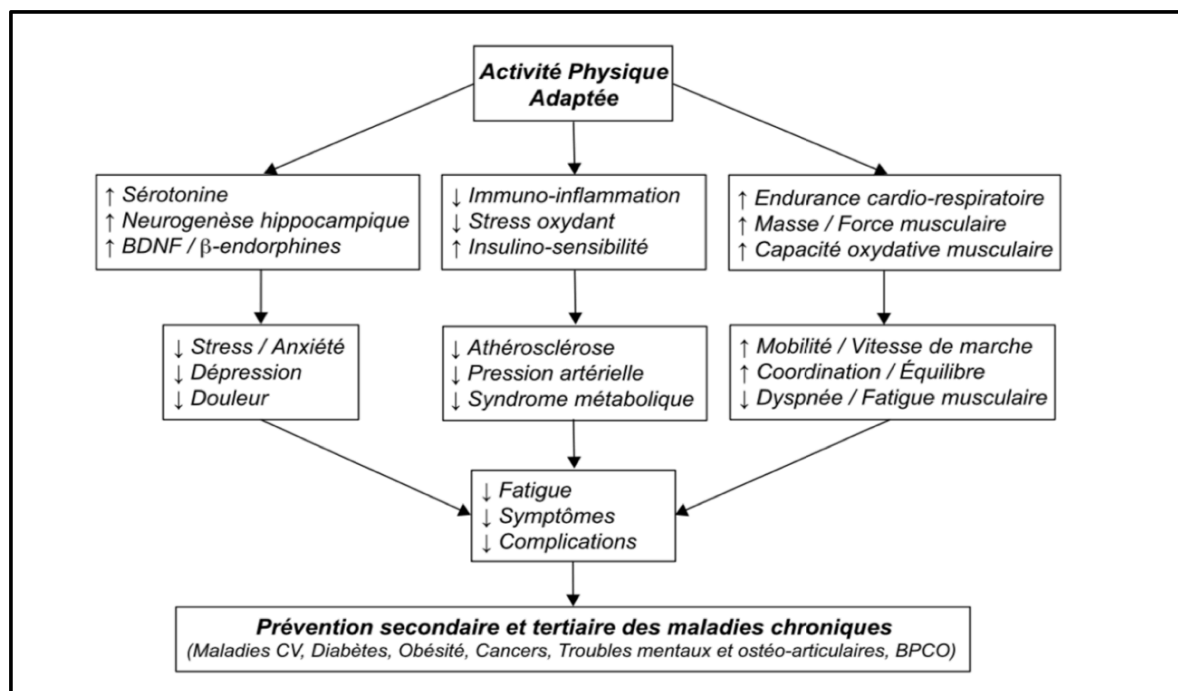 Activité Physique
Adaptée
↑ Sérotonine
↑ Neurogenèse hippocampique
↑ BDNF / β-endorphines
↓ Immuno-inflammation
↓ Stress oxydant
↑ Insulino-sensibilité
↑ Endurance cardio-respiratoire
↑ Masse / Force musculaire
↑ Capacité oxydative musculaire
↓ Stress / Anxiété
↓ Dépression
↓ Douleur
↓ Athérosclérose
↓ Pression artérielle
↓ Syndrome métabolique
↑ Mobilité / Vitesse de marche
↑ Coordination / Équilibre
↓ Dyspnée / Fatigue musculaire
↓ Fatigue
↓ Symptômes
↓ Complications
Prévention secondaire et tertiaire des maladies chroniques
(Maladies CV, Diabètes, Obésité, Cancers, Troubles mentaux et ostéo-articulaires, BPCO)